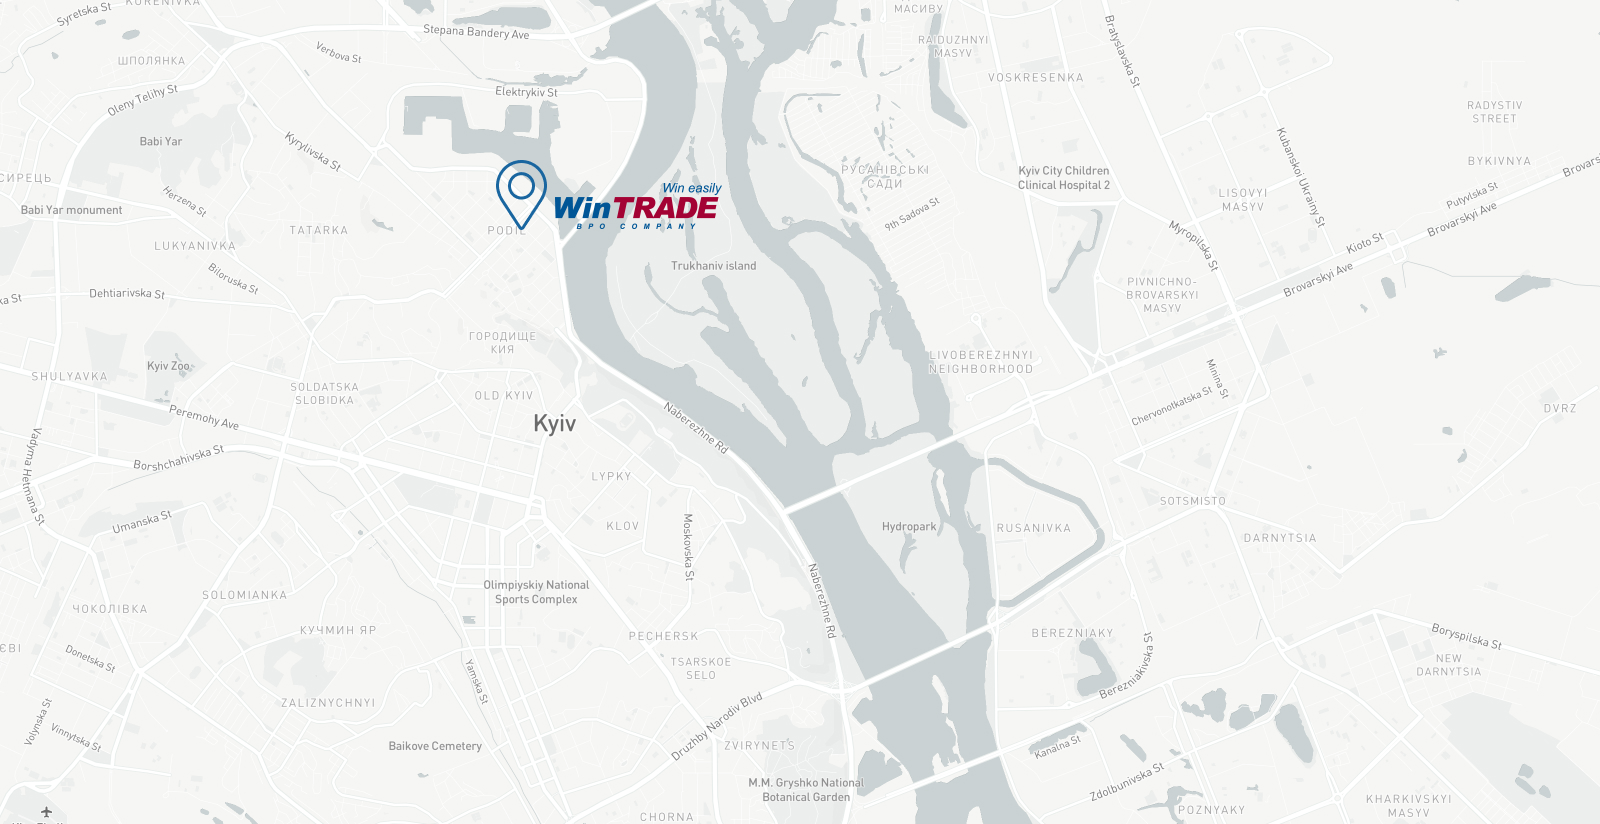 KURENIVKA
МАСИВУ
Syretska St
Stepana Bandery Ave
Bratyslavska St
RAIDUZHNYI
MASYV
Verbova St
ШПОЛЯНКА
VOSKRESENKA
Oleny Telihy St
Elektrykiv St
RADYSTIV
STREET
Babi Yar
Kyrylivska St
Kubanskoi Ukrainy St
BYKIVNYA
Brovarskyi
СИРЕЦЬ
РУСАНІВСЬКІ
САДИ
Kyiv City Children
Clinical Hospital 2
Herzena St
Win easily
WinTRADE
BPO COMPANY
LISOVYI
MASYV
Putyvlska St
Babi Yar monument
9th Sadova St
Brovarskyi Ave
TATARKA
PODIL
LUKYANIVKA
Myropilska St
Kioto St
Trukhaniv island
Biloruska St
Brovarskyi Ave
PIVNICHNO-
BROVARSKYI
MASYV
ka St
Dehtiarivska St
ГОРОДИЩЕ
КИЯ
LIVOBEREZHNYI
NEIGHBORHOOD
Kyiv Zoo
SHULYAVKA
Minina St
SOLDATSKA
SLOBIDKA
OLD KYIV
Chervonotkatska St
DVRZ
Peremohy Ave
Kyiv
Naberezhne Rd
Vadyma Hetmana St
Borshchahivska St
LYPKY
SOTSMISTO
Umanska St
KLOV
Moskovska St
Hydropark
RUSANIVKA
DARNYTSIA
Olimpiyskiy National
Sports Complex
Naberezhne Rd
SOLOMIANKA
ЧОКОЛІВКА
КУЧМИН ЯР
PECHERSK
BEREZNIAKY
Boryspilska St
ЄВІ
Donetska St
TSARSKOE
SELO
Berezniakivska St
NEW
DARNYTSIA
Yamska St
ZALIZNYCHNYI
Volynska St
Druzhby Narodiv Blvd
Vinnytska St
Baikove Cemetery
ZVIRYNETS
Kanalna St
M.M. Gryshko National
Botanical Garden
Zdolbunivska St
KHARKIVSKYI
MASYV
POZNYAKY
CHORNA